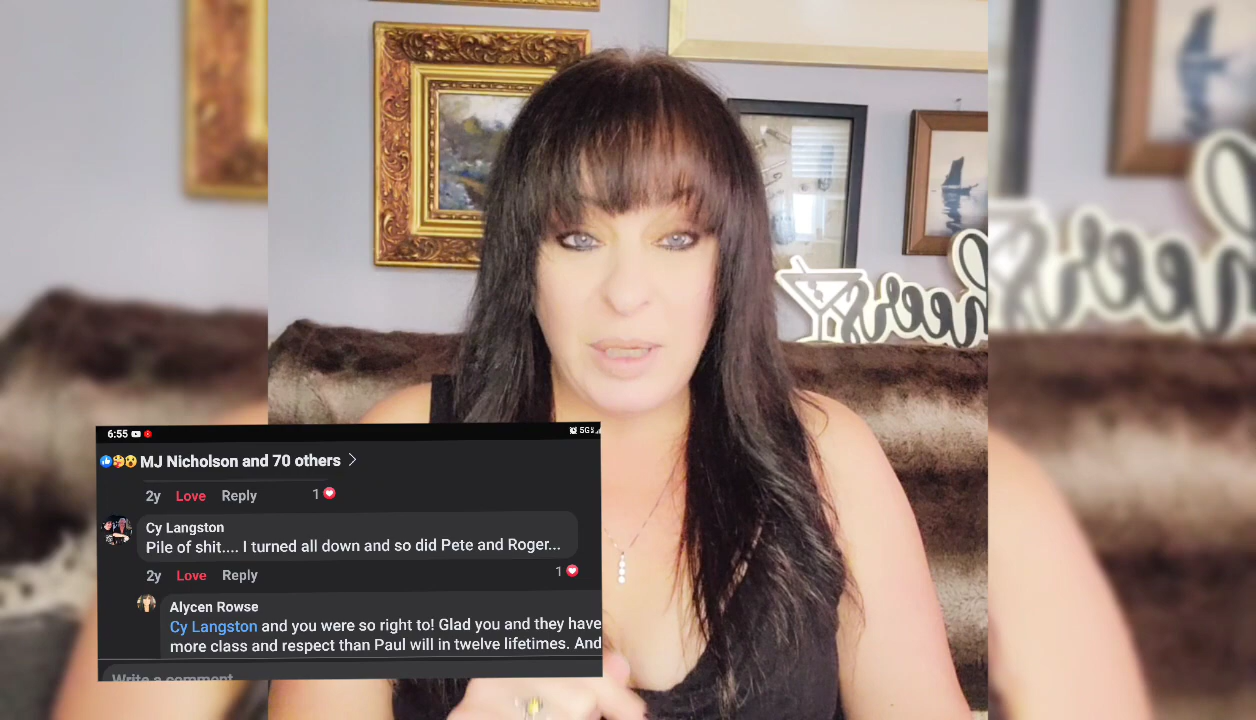 6:55
5G
MJ Nicholson and 70 others
2y Love Reply 1
Cy Langston
Pile of shit.... I turned all down and so did Pete and Roger...
2y Love Reply 1
Alycen Rowse
Cy Langston and you were so right to! Glad you and they have
more class and respect than Paul will in twelve lifetimes. And
Write a comment
cheers